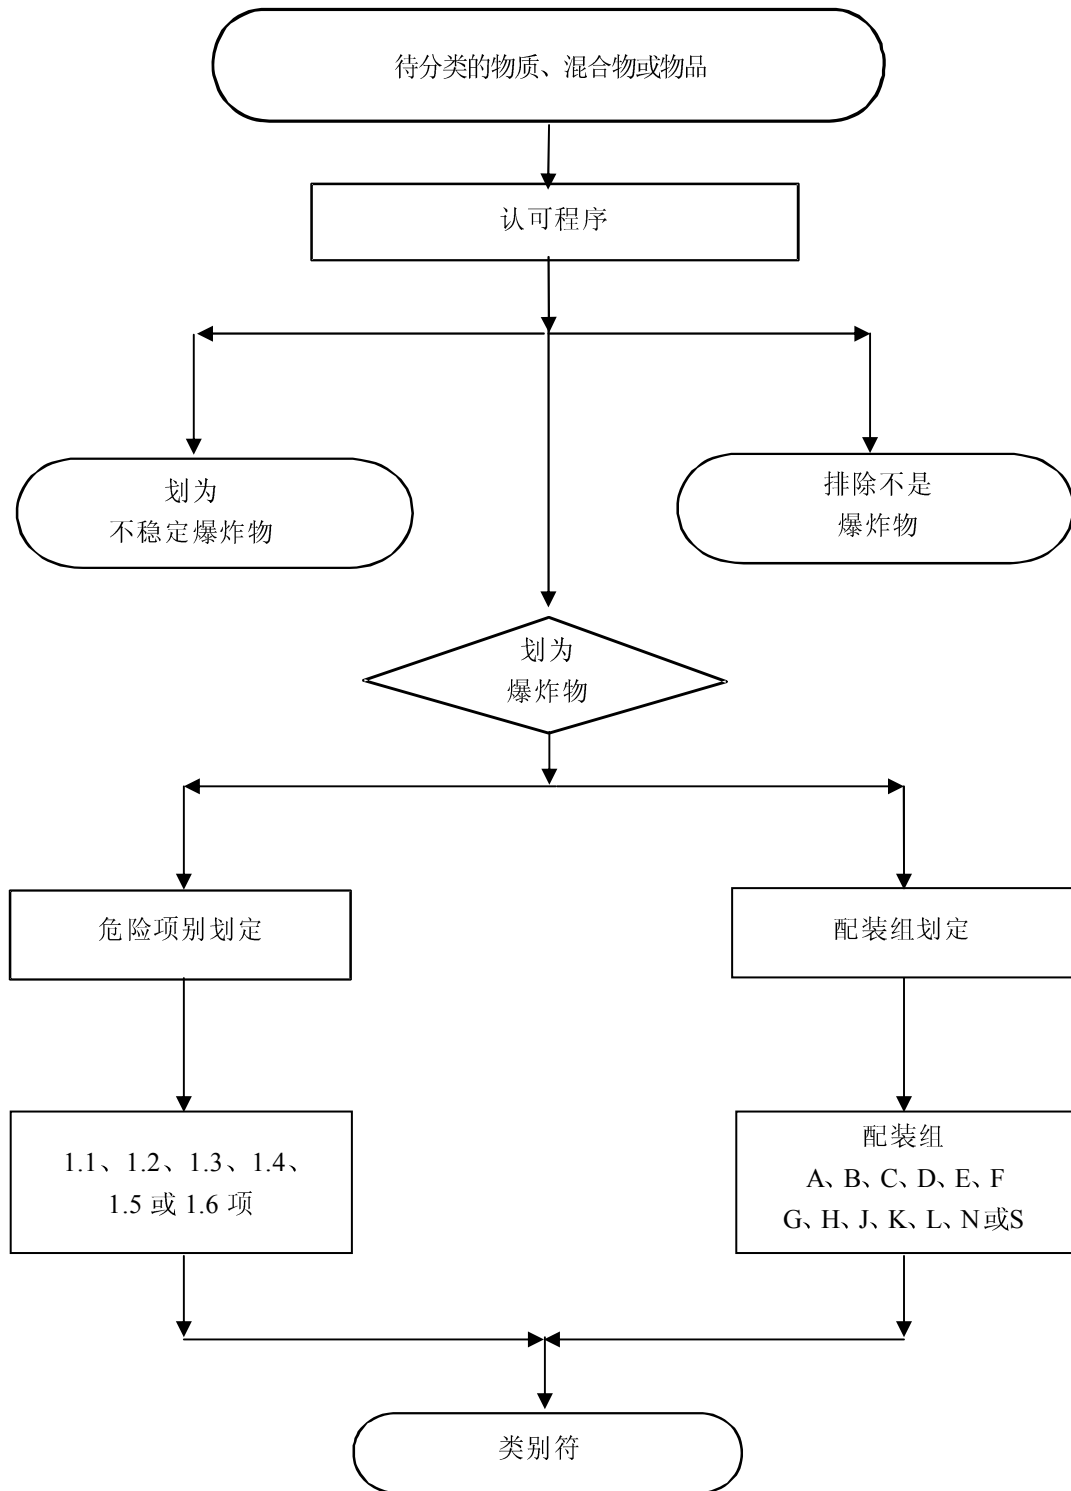 待分类的物质、混合物或物品
认可程序
划为
不稳定爆炸物
排除不是
爆炸物
划为
爆炸物
危险项别划定
配装组划定
1.1、1.2、1.3、1.4、
1.5 或 1.6 项
配装组
A、B、C、D、E、F
G、H、J、K、L、N或S
类别符